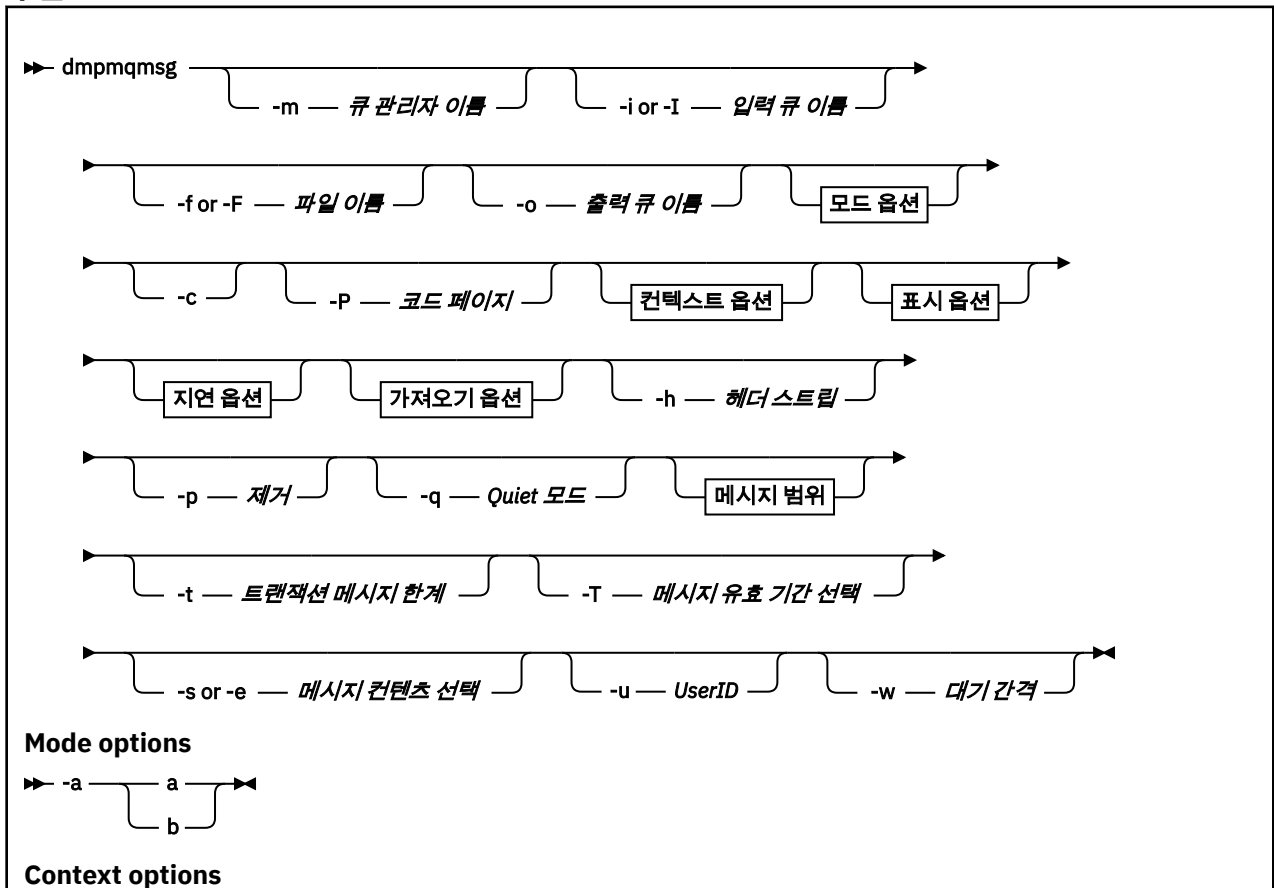 dmpmqmsg
-m 큐 관리자 이름 -i or -I 입력 큐 이름
-f or -F 파일 이름 -o 출력 큐 이름 모드 옵션
-c -P 코드 페이지 컨텍스트 옵션 표시 옵션
지연 옵션 가져오기 옵션 -h 헤더 스트립
-p 제거 -q Quiet 모드 메시지 범위
-t 트랜잭션 메시지 한계 -T 메시지 유효 기간 선택
-s or -e 메시지 컨텐츠 선택 -u UserID -w 대기 간격
Mode options
-a a
b
Context options